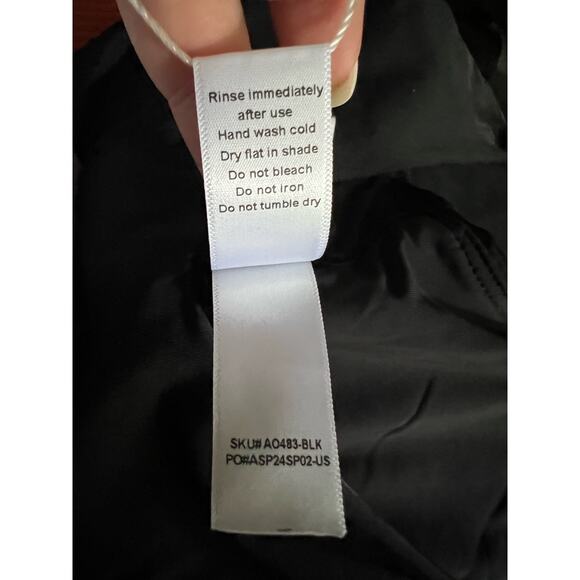 Rinse immediately
after use
Hand wash cold
Dry flat in shade
Do not bleach
Do not iron
Do not tumble dry
SKU#AO483-BLK
PO#ASP24SP02-US